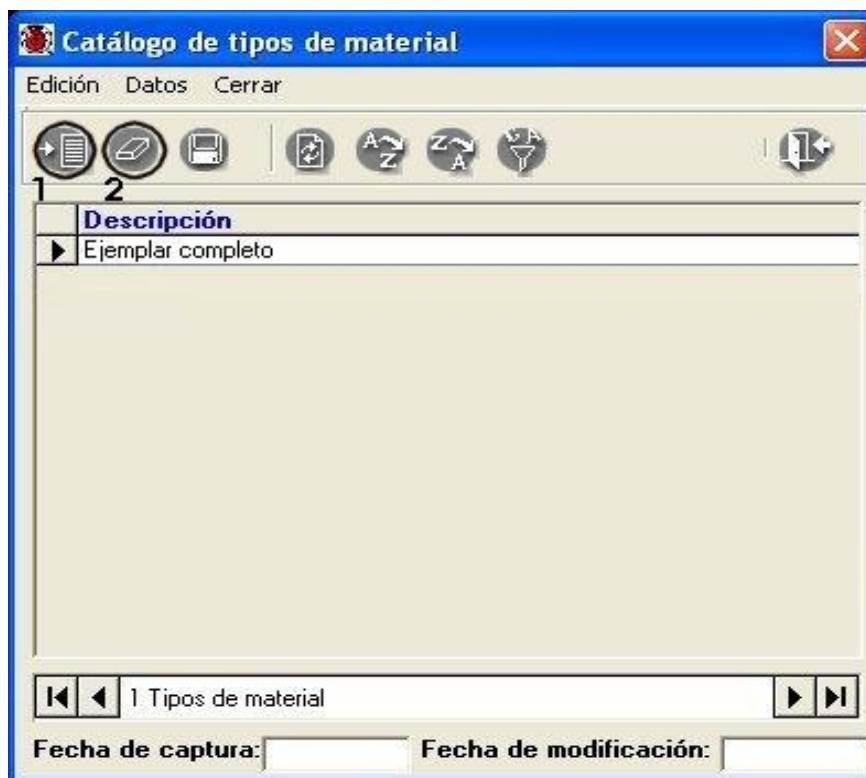 Catálogo de tipos de material
Edición Datos Cerrar
A Z Z A
1 2
Descripción
Ejemplar completo
1 Tipos de material
Fecha de captura: Fecha de modificación: